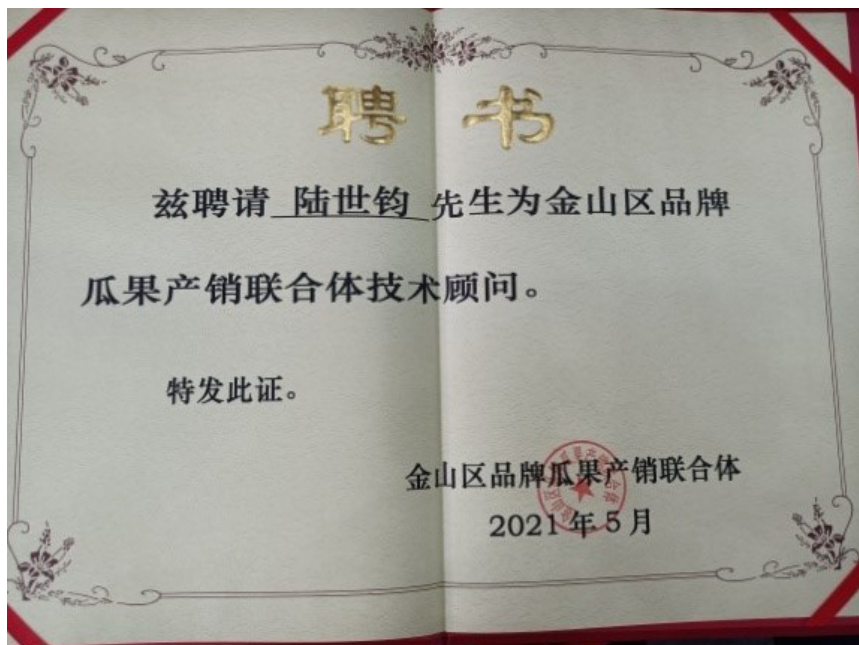 聘书
兹聘请 陆世钧 先生为金山区品牌
瓜果产销联合体技术顾问。
特发此证。
金山区品牌瓜果产销联合体
2021年5月